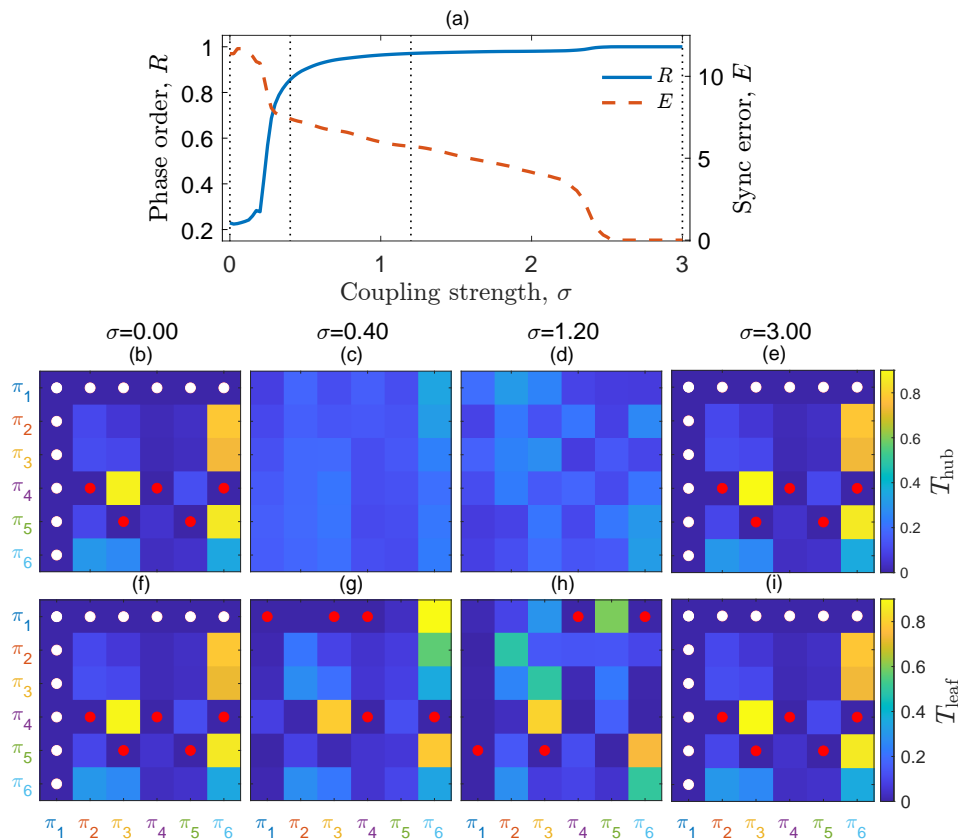 (a)
1
0.8
0.6
0.4
0.2
Phase order, R
R
E
10
5
0
Sync error, E
0 1 2 3
Coupling strength, σ
σ=0.00 σ=0.40 σ=1.20 σ=3.00
(b) (c) (d) (e)
π1
π2
π3
π4
π5
π6
0.8
0.6
0.4
0.2
0
Thub
(f) (g) (h) (i)
π1
π2
π3
π4
π5
π6
0.8
0.6
0.4
0.2
0
Tleaf
π1 π2 π3 π4 π5 π6 π1 π2 π3 π4 π5 π6 π1 π2 π3 π4 π5 π6 π1 π2 π3 π4 π5 π6